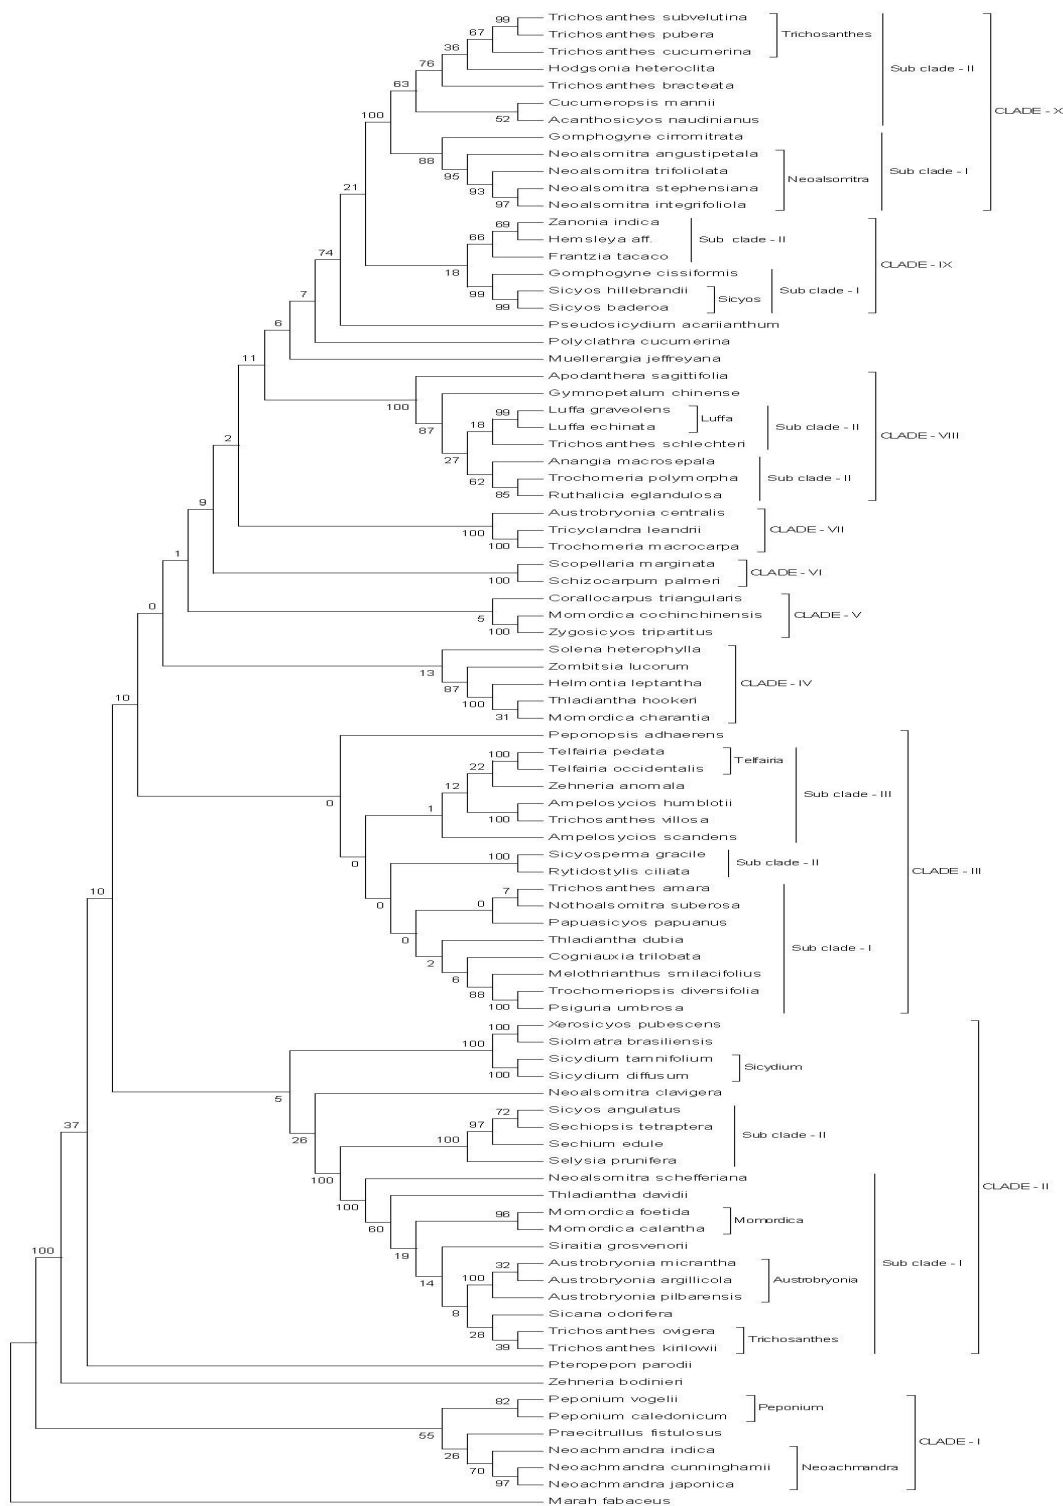 99 Trichosanthes subvelutina
67 Trichosanthes pubera Trichosanthes
36 Trichosanthes cucumerina
76 Hodgsonia heteroclita Sub clade - II
63 Trichosanthes bracteata
Cucumeropsis mannii CLADE - X
100 52 Acanthosicyos naudinianus
Gomphogyne cirromitrata
88 Neoalsomitra angustipetala
95 Neoalsomitra trifoliolata Neoalsomitra Sub clade - I
21 93 Neoalsomitra stephensiana
97 Neoalsomitra integrifoliola
69 Zanonia indica
66 Hemsleya aff. Sub clade - II
74 Frantzia tacaco CLADE - IX
18 Gomphogyne cissiformis
99 Sicyos hillebrandii Sicyos Sub clade - I
7 99 Sicyos baderoa
Pseudosicydium acariianthum
6 Polyclathra cucumerina
11 Muellerargia jeffreyana
Apodanthera sagittifolia
100 Gymnopetalum chinense
99 Luffa graveolens Luffa
87 18 Luffa echinata Sub clade - II
2 Trichosanthes schlechteri CLADE - VIII
27 Anangia macrosepala
62 Trochomeria polymorpha Sub clade - II
85 Ruthalicia eglandulosa
9 Austrobryonia centralis
100 Tricyclandra leandrii CLADE - VII
100 Trochomeria macrocarpa
1 Scopellaria marginata CLADE - VI
100 Schizocarpum palmeri
0 Corallocarpus triangularis
5 Momordica cochinchinensis CLADE - V
100 Zygosicyos tripartitus
Solena heterophylla
13 Zombitsia lucorum
87 Helmontia leptantha CLADE - IV
10 100 Thladiantha hookeri
31 Momordica charantia
Peponopsis adhaerens
100 Telfairia pedata Telfairia
22 Telfairia occidentalis
12 Zehneria anomala Sub clade - III
0 1 Ampelosycios humblotii
100 Trichosanthes villosa
Ampelosycios scandens
0 100 Sicyosperma gracile Sub clade - II
Rytidostylis ciliata CLADE - III
10 7 Trichosanthes amara
0 0 Nothoalsomitra suberosa
Papuasicyos papuanus
0 Thladiantha dubia Sub clade - I
2 Cogniauxia trilobata
6 Melothrianthus smilacifolius
88 Trochomeriopsis diversifolia
100 Psiguria umbrosa
100 Xerosicyos pubescens
100 Siolmatra brasiliensis
Sicydium tamnifolium Sicydium
100 Sicydium diffusum
5 Neoalsomitra clavigera
72 Sicyos angulatus
37 97 Sechiopsis tetraptera Sub clade - II
26 100 Sechium edule
Selysia prunifera
100 Neoalsomitra schefferiana CLADE - II
100 Thladiantha davidii
60 96 Momordica foetida Momordica
Momordica calantha
100 19 Siraitia grosvenorii
32 Austrobryonia micrantha Sub clade - I
14 100 Austrobryonia argillicola Austrobryonia
Austrobryonia pilbarensis
8 Sicana odorifera
28 Trichosanthes ovigera Trichosanthes
39 Trichosanthes kirilowii
Pteropepon parodii
Zehneria bodinieri
82 Peponium vogelii Peponium
Peponium caledonicum
55 Praecitrullus fistulosus CLADE - I
26 Neoachmandra indica
70 Neoachmandra cunninghamii Neoachmandra
97 Neoachmandra japonica
Marah fabaceus